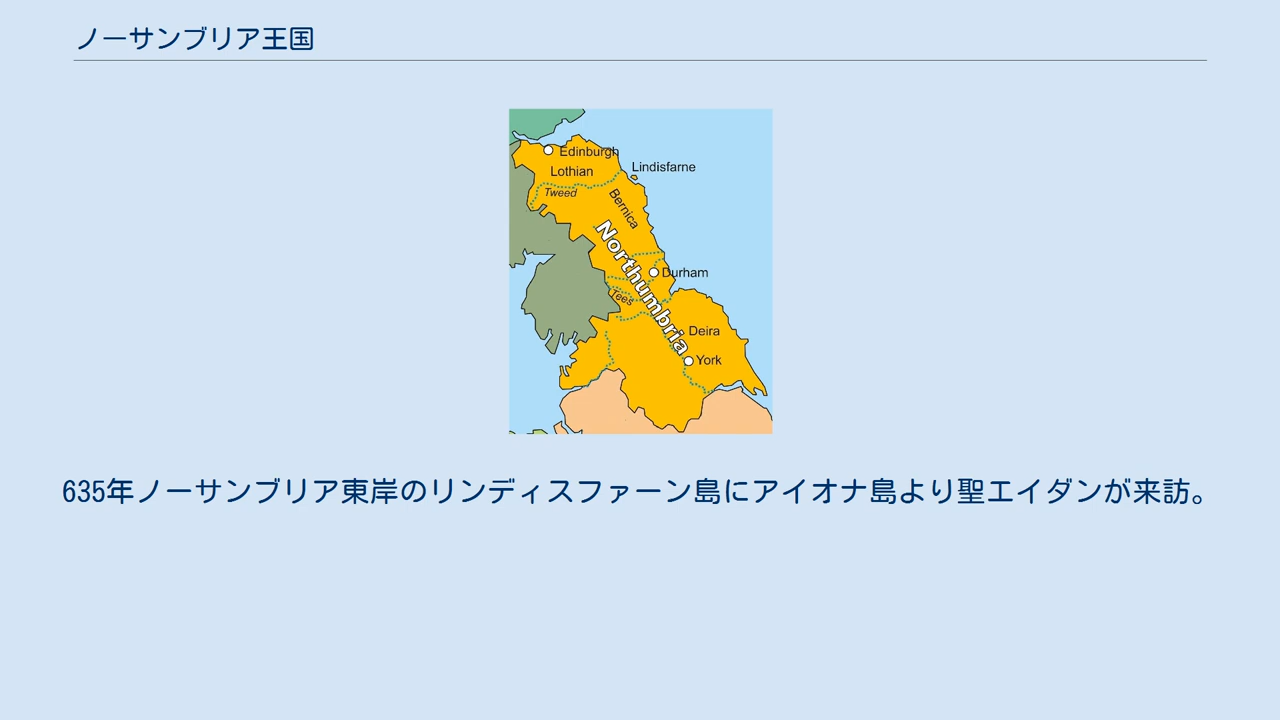 ノーサンブリア王国
Edinburgh
Lindisfarne
Lothian
Tweed
Bernica
Northumbria
Durham
Tees
Deira
York
635年ノーサンブリア東岸のリンディスファーン島にアイオナ島より聖エイダンが来訪。